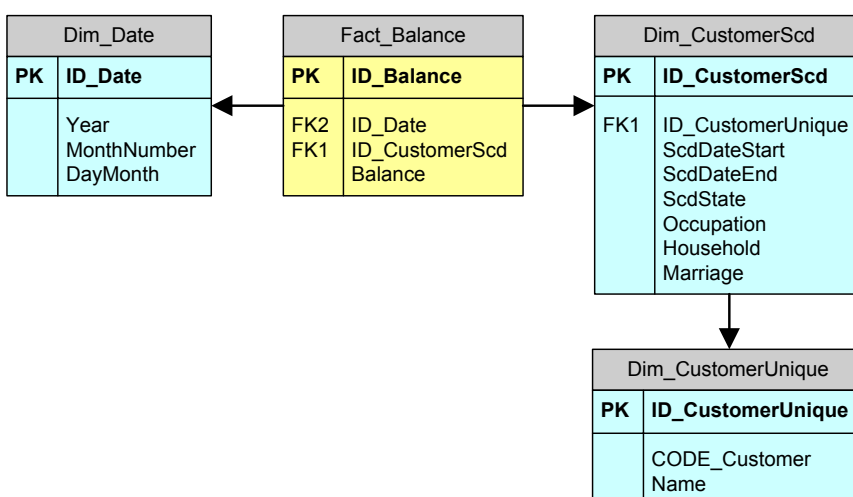 Dim_Date
PK ID_Date
Year
MonthNumber
DayMonth
Fact_Balance
PK ID_Balance
FK2 ID_Date
FK1 ID_CustomerScd
Balance
Dim_CustomerScd
PK ID_CustomerScd
FK1 ID_CustomerUnique
ScdDateStart
ScdDateEnd
ScdState
Occupation
Household
Marriage
Dim_CustomerUnique
PK ID_CustomerUnique
CODE_Customer
Name